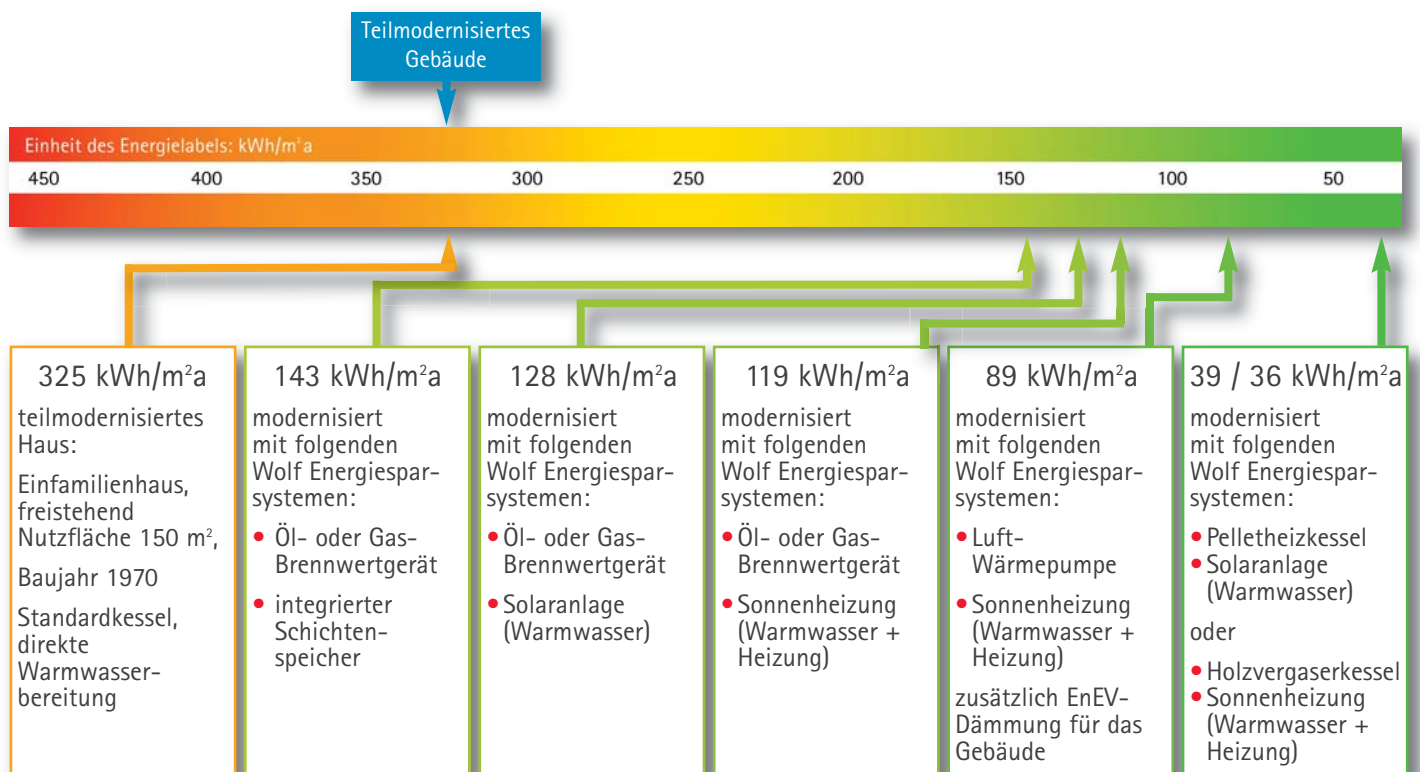 Teilmodernisiertes
Gebäude
Einheit des Energielabels: kWh/m²a
450 400 350 300 250 200 150 100 50
325 kWh/m²a
teilmodernisiertes
Haus:
Einfamilienhaus,
freistehend
Nutzfläche 150 m²,
Baujahr 1970
Standardkessel,
direkte
Warmwasser-
bereitung
143 kWh/m²a
modernisiert
mit folgenden
Wolf Energiespar-
systemen:
• Öl- oder Gas-
Brennwertgerät
• integrierter
Schichten-
speicher
128 kWh/m²a
modernisiert
mit folgenden
Wolf Energiespar-
systemen:
• Öl- oder Gas-
Brennwertgerät
• Solaranlage
(Warmwasser)
119 kWh/m²a
modernisiert
mit folgenden
Wolf Energiespar-
systemen:
• Öl- oder Gas-
Brennwertgerät
• Sonnenheizung
(Warmwasser +
Heizung)
89 kWh/m²a
modernisiert
mit folgenden
Wolf Energiespar-
systemen:
• Luft-
Wärmepumpe
• Sonnenheizung
(Warmwasser +
Heizung)
zusätzlich EnEV-
Dämmung für das
Gebäude
39 / 36 kWh/m²a
modernisiert
mit folgenden
Wolf Energiespar-
systemen:
• Pelletheizkessel
• Solaranlage
(Warmwasser)
oder
• Holzvergaserkessel
• Sonnenheizung
(Warmwasser +
Heizung)